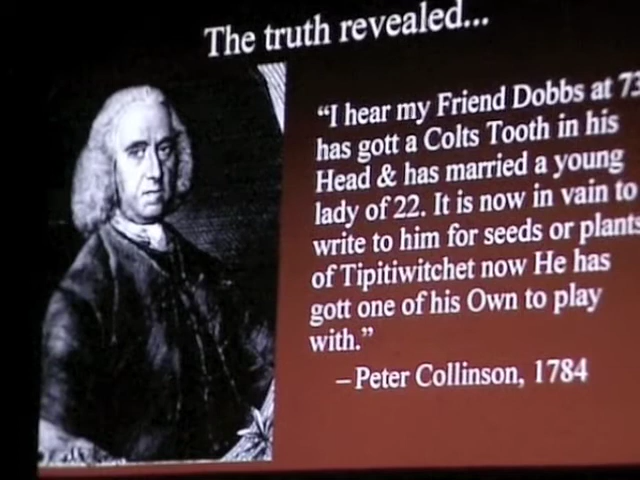 The truth revealed...
“I hear my Friend Dobbs at 73
has gott a Colts Tooth in his
Head & has married a young
lady of 22. It is now in vain to
write to him for seeds or plants
of Tipitiwitchet now He has
gott one of his Own to play
with.”
– Peter Collinson, 1784